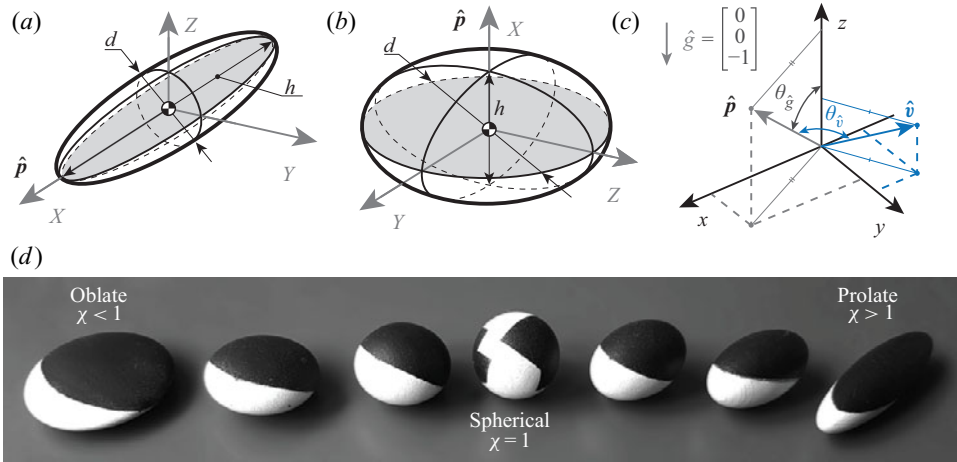 (a)
Z
d
h
p̂
X
Y
(b)
p̂
X
d
h
Y
Z
(c)
ĝ = [0 0 −1]
z
θĝ
p̂
θv̂
v̂
x
y
(d)
Oblate
χ < 1
Prolate
χ > 1
Spherical
χ = 1